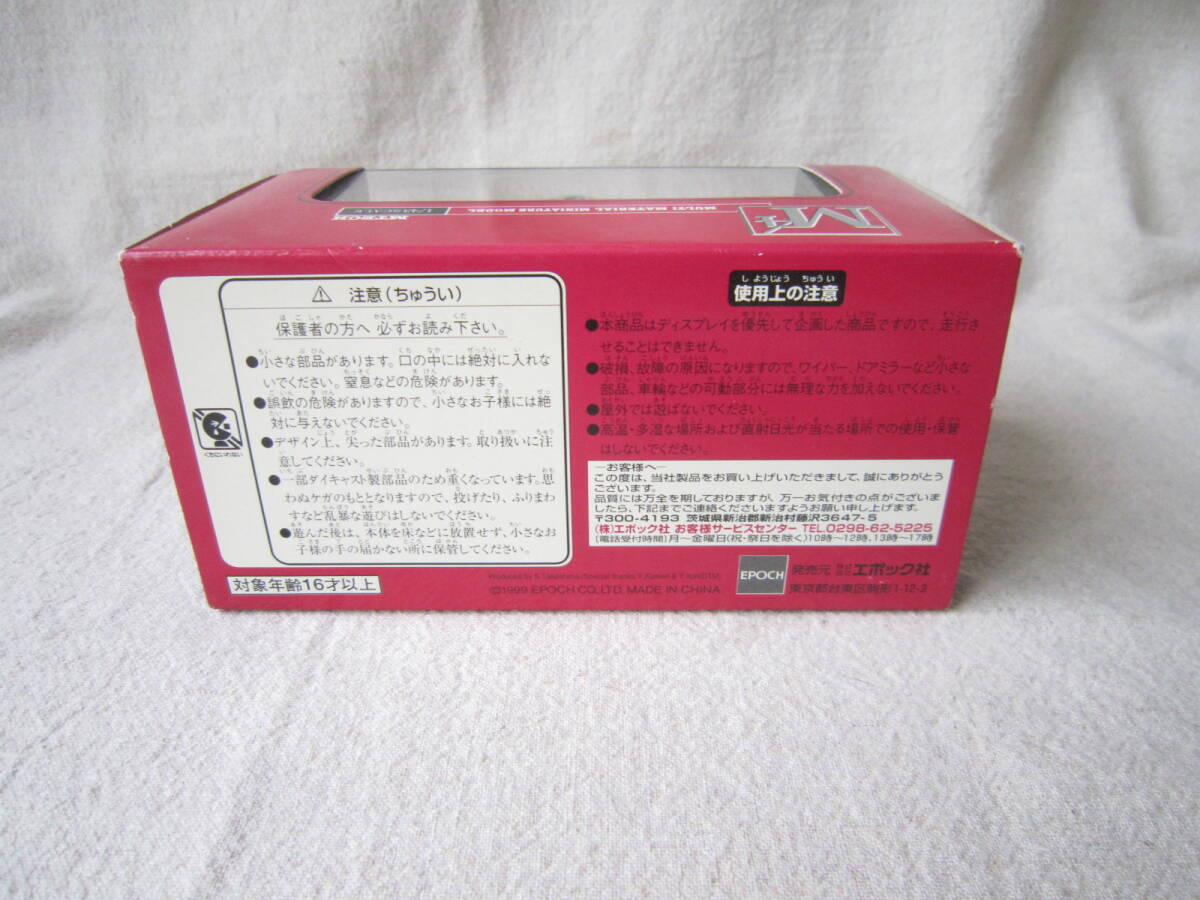 M4
MULTI MATERIAL MINIATURE MODEL
1/43 SCALE
MTECH
注意(ちゅうい)
保護者の方へ 必ずお読み下さい。
●小さな部品があります。口の中には絶対に入れな
いでください。窒息などの危険があります。
●誤飲の危険がありますので、小さなお子様には絶
対に与えないでください。
●デザイン上、尖った部品があります。取り扱いに注
意してください。
●一部ダイキャスト製部品のため重くなっています。思
わぬケガのもととなりますので、投げたり、ふりまわ
すなど乱暴な遊びはしないでください。
●遊んだ後は、本体を床などに放置せず、小さなお
子様の手の届かない所に保管してください。
くちにいれない
対象年齢16才以上
しようじょう ちゅうい
使用上の注意
●本商品はディスプレイを優先して企画した商品ですので、走行さ
せることはできません。
●破損、故障の原因になりますので、ワイパー、ドアミラーなど小さな
部品、車輪などの可動部分には無理な力を加えないでください。
●屋外では遊ばないでください。
●高温・多湿な場所および直射日光が当たる場所での使用・保管
はしないでください。
―お客様へ―
この度は、当社製品をお買い上げいただきまして、誠にありがとう
ございます。
品質には万全を期しておりますが、万一お気付きの点がございま
したら、下記までご連絡くださいますようお願い申し上げます。
〒300-4193 茨城県新治郡新治村藤沢3647-5
(株)エポック社 お客様サービスセンター TEL.0298-62-5225
(電話受付時間)月〜金曜日(祝・祭日を除く)10時〜12時、13時〜17時
©1999 EPOCH CO.,LTD. MADE IN CHINA
EPOCH
発売元 株式会社エポック社
東京都台東区駒形1-12-3